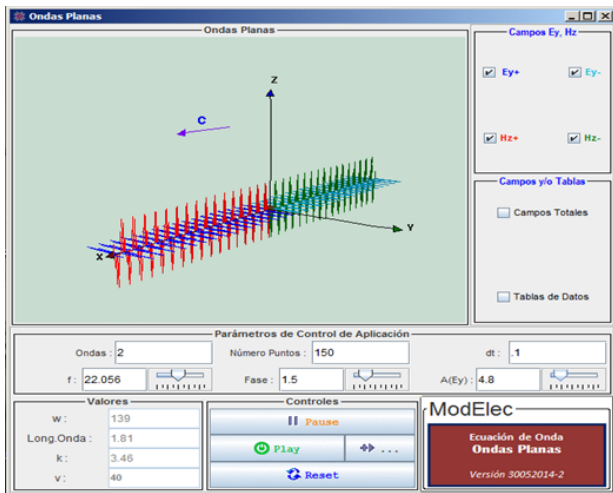 Ondas Planas
Ondas Planas
Z
C
X
Y
Campos Ey, Hz
Ey+ Ey-
Hz+ Hz-
Campos y/o Tablas
Campos Totales
Tablas de Datos
Parámetros de Control de Aplicación
Ondas : 2 Número Puntos : 150 dt : .1
f : 22.056 Fase : 1.5 A(Ey) : 4.8
Valores
w : 139
Long.Onda : 1.81
k : 3.46
v : 40
Controles
Pause
Play ...
Reset
ModElec
Ecuación de Onda
Ondas Planas
Versión 30052014-2